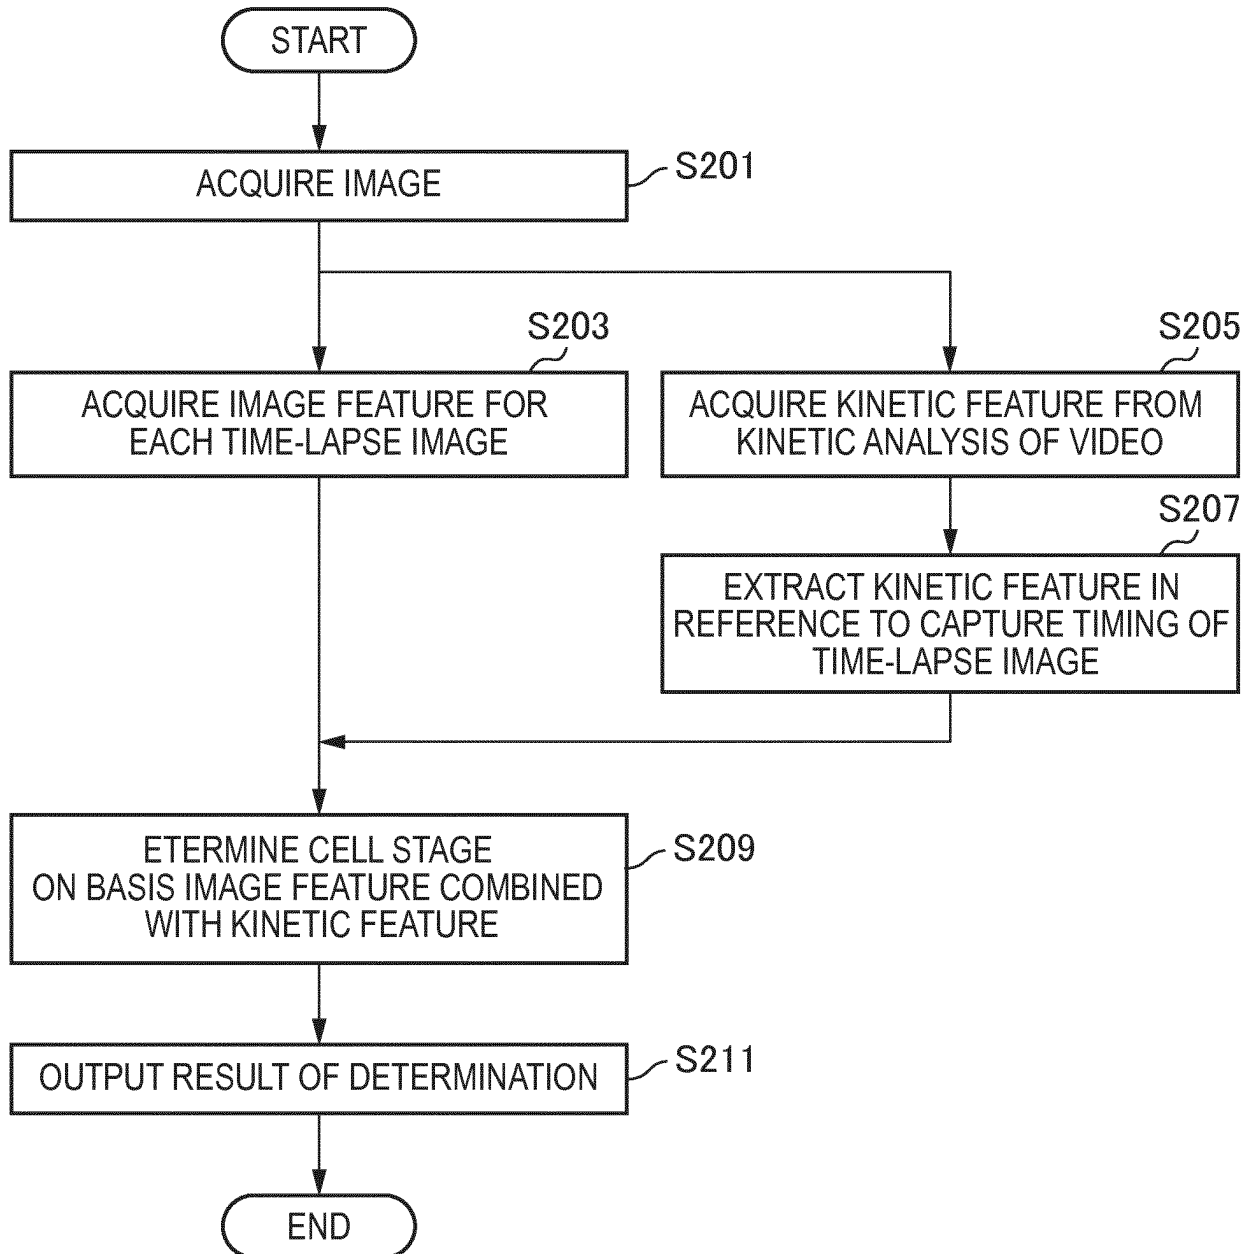 START
ACQUIRE IMAGE
S201
S203
ACQUIRE IMAGE FEATURE FOR
EACH TIME-LAPSE IMAGE
S205
ACQUIRE KINETIC FEATURE FROM
KINETIC ANALYSIS OF VIDEO
S207
EXTRACT KINETIC FEATURE IN
REFERENCE TO CAPTURE TIMING OF
TIME-LAPSE IMAGE
ETERMINE CELL STAGE
ON BASIS IMAGE FEATURE COMBINED
WITH KINETIC FEATURE
S209
OUTPUT RESULT OF DETERMINATION
S211
END